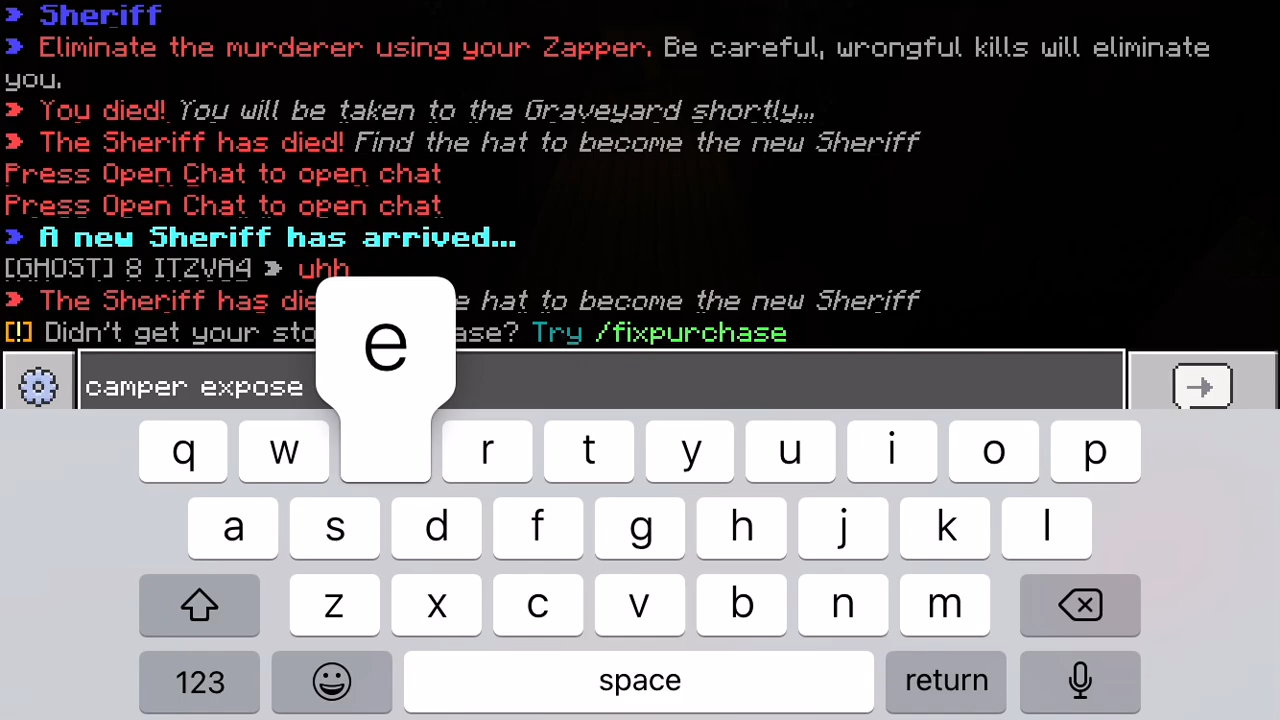 Sheriff
Eliminate the murderer using your Zapper. Be careful, wrongful kills will eliminate
you.
You died! You will be taken to the Graveyard shortly...
The Sheriff has died! Find the hat to become the new Sheriff
Press Open Chat to open chat
Press Open Chat to open chat
A new Sheriff has arrived...
[GHOST] 8 ITZVA4 » uhh
The Sheriff has hat to become the new Sheriff
[!] Didn't get your Try /fixpurchase
camper expose
e
q w r t y u i o p
a s d f g h j k l
z x c v b n m
123 space return